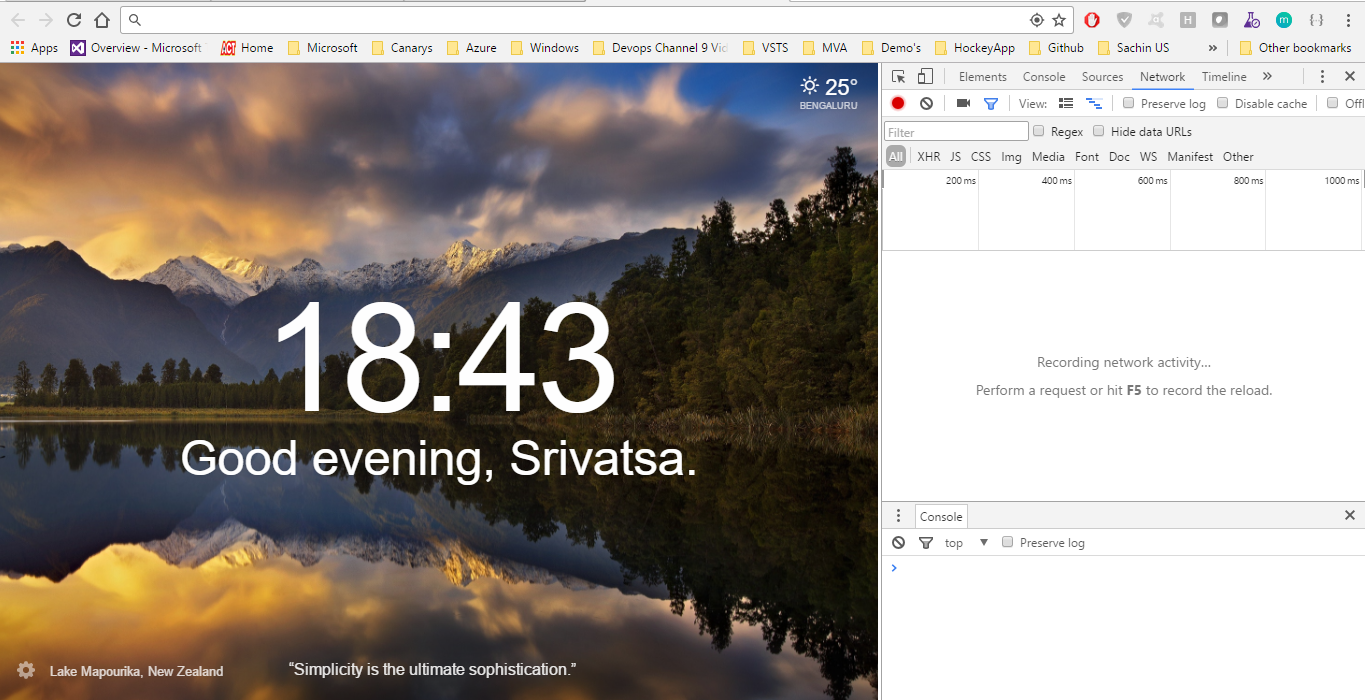 Apps Overview - Microsoft ACT Home Microsoft Canarys Azure Windows Devops Channel 9 Vid VSTS MVA Demo's HockeyApp Github Sachin US » Other bookmarks
25°
BENGALURU
18:43
Good evening, Srivatsa.
Lake Mapourika, New Zealand
“Simplicity is the ultimate sophistication.”
Elements Console Sources Network Timeline »
View: Preserve log Disable cache Offl
Filter Regex Hide data URLs
All XHR JS CSS Img Media Font Doc WS Manifest Other
200 ms 400 ms 600 ms 800 ms 1000 ms
Recording network activity…
Perform a request or hit F5 to record the reload.
Console
top ▼ Preserve log
>